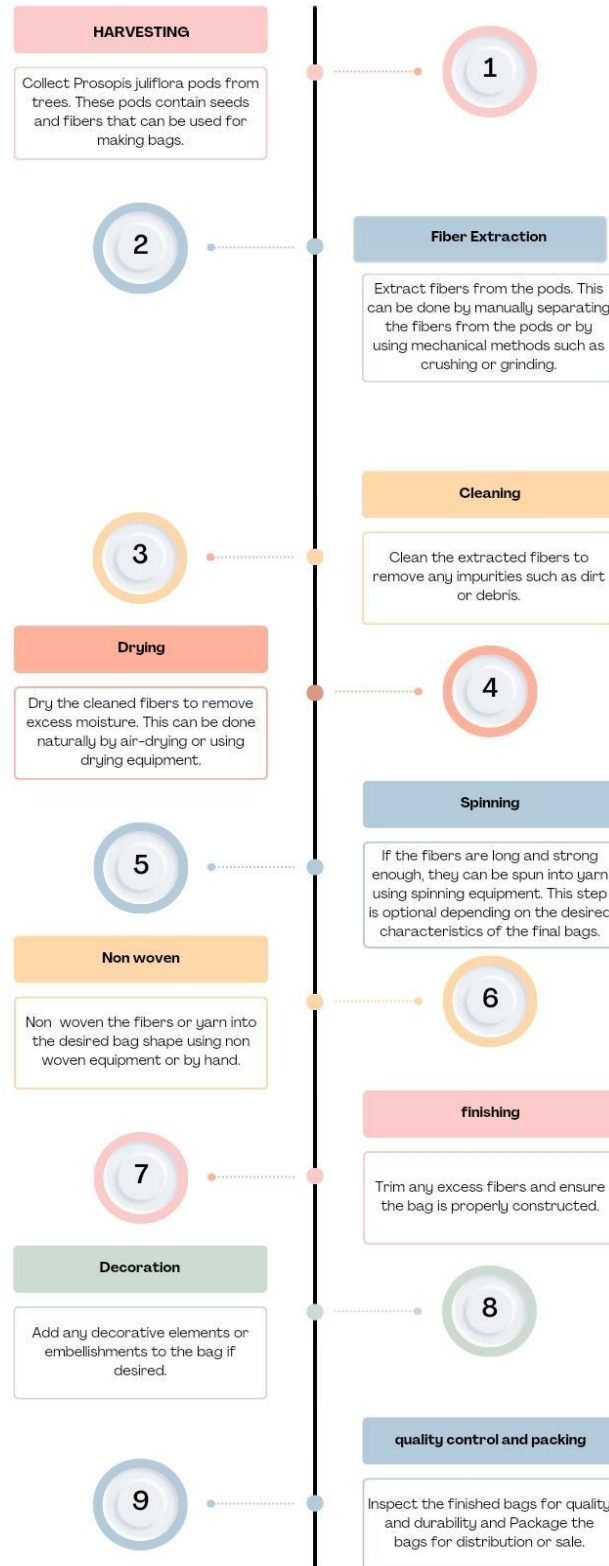 HARVESTING
Collect Prosopis juliflora pods from
trees. These pods contain seeds
and fibers that can be used for
making bags.
1
2
Fiber Extraction
Extract fibers from the pods. This
can be done by manually separating
the fibers from the pods or by
using mechanical methods such as
crushing or grinding.
3
Cleaning
Clean the extracted fibers to
remove any impurities such as dirt
or debris.
Drying
Dry the cleaned fibers to remove
excess moisture. This can be done
naturally by air-drying or using
drying equipment.
4
5
Spinning
If the fibers are long and strong
enough, they can be spun into yarn
using spinning equipment. This step
is optional depending on the desired
characteristics of the final bags.
Non woven
Non woven the fibers or yarn into
the desired bag shape using non
woven equipment or by hand.
6
7
finishing
Trim any excess fibers and ensure
the bag is properly constructed.
Decoration
Add any decorative elements or
embellishments to the bag if
desired.
8
9
quality control and packing
Inspect the finished bags for quality
and durability and Package the
bags for distribution or sale.